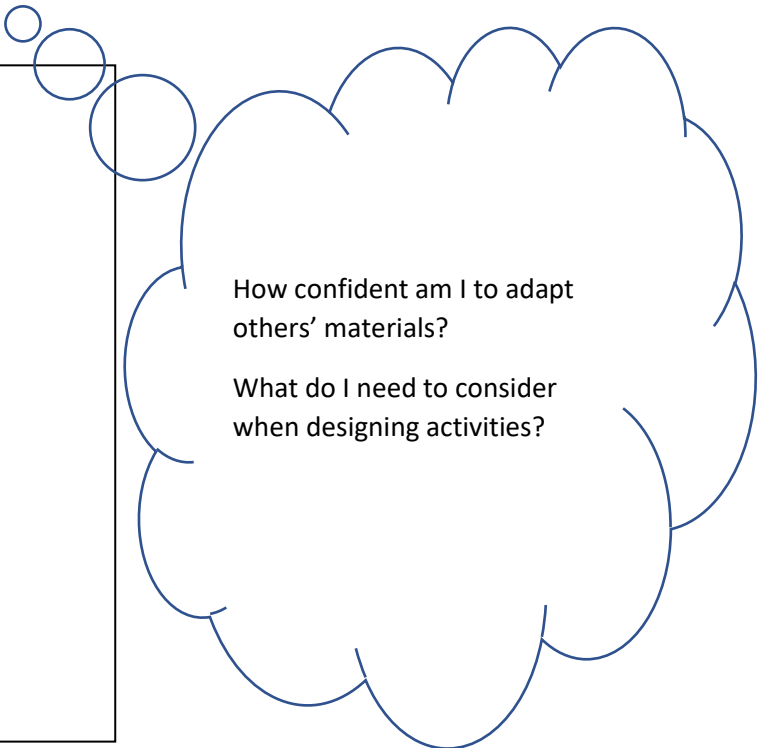 How confident am I to adapt
others’ materials?
What do I need to consider
when designing activities?